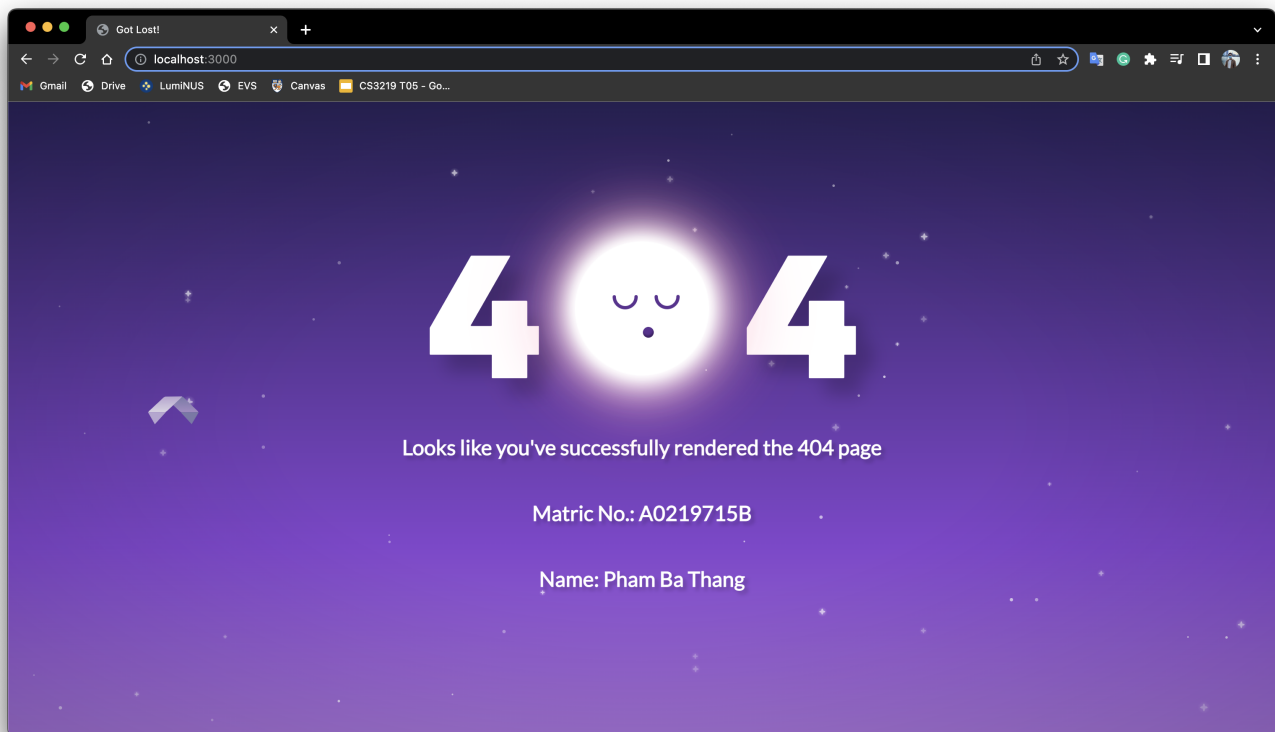 Got Lost!
localhost:3000
Gmail Drive LumiNUS EVS Canvas CS3219 T05 - Go...
4 4
Looks like you've successfully rendered the 404 page
Matric No.: A0219715B
Name: Pham Ba Thang